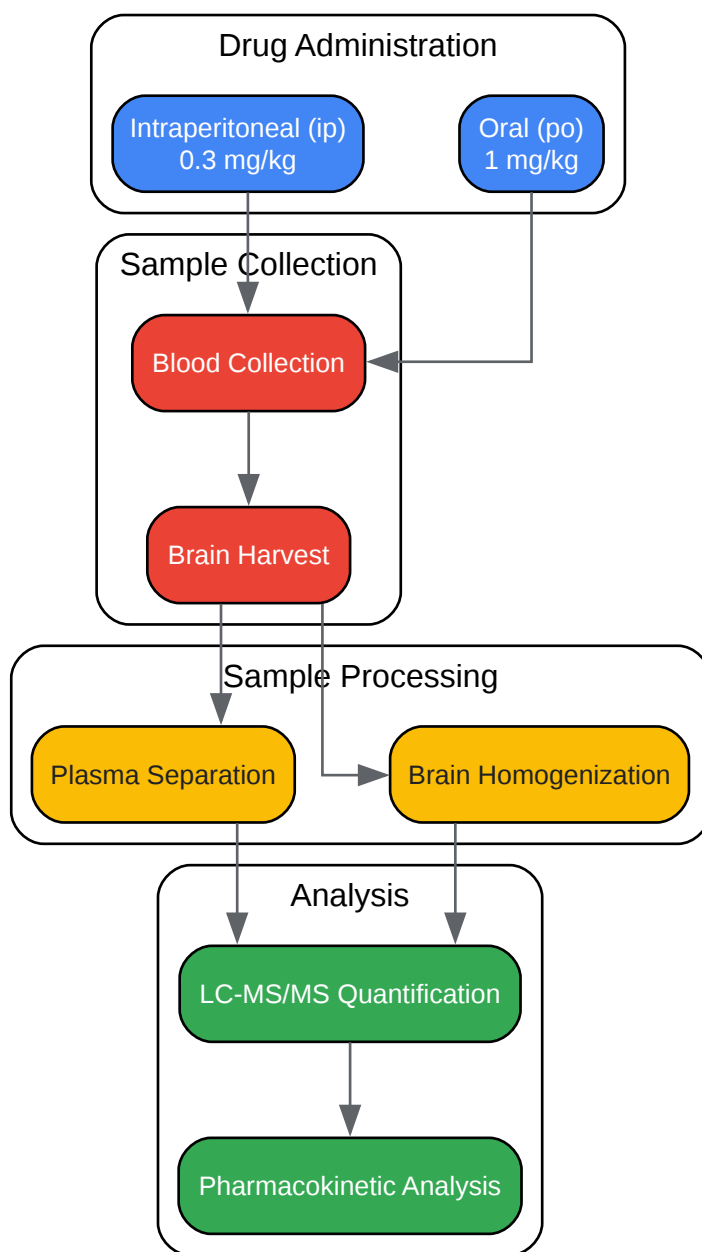 Drug Administration
Intraperitoneal (ip)
0.3 mg/kg
Oral (po)
1 mg/kg
Sample Collection
Blood Collection
Brain Harvest
Sample Processing
Plasma Separation
Brain Homogenization
Analysis
LC-MS/MS Quantification
Pharmacokinetic Analysis